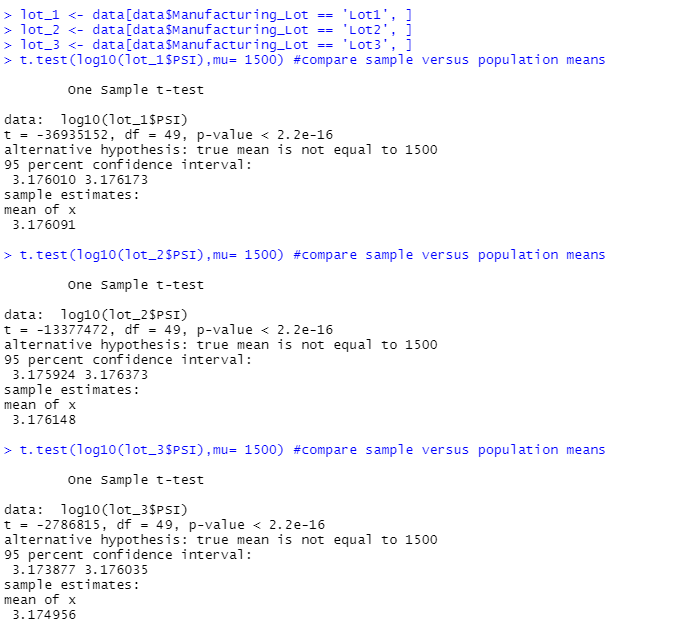 > lot_1 <- data[data$Manufacturing_Lot == 'Lot1', ]
> lot_2 <- data[data$Manufacturing_Lot == 'Lot2', ]
> lot_3 <- data[data$Manufacturing_Lot == 'Lot3', ]
> t.test(log10(lot_1$PSI),mu= 1500) #compare sample versus population means
One Sample t-test
data:  log10(lot_1$PSI)
t = -36935152, df = 49, p-value < 2.2e-16
alternative hypothesis: true mean is not equal to 1500
95 percent confidence interval:
3.176010 3.176173
sample estimates:
mean of x
3.176091
> t.test(log10(lot_2$PSI),mu= 1500) #compare sample versus population means
One Sample t-test
data:  log10(lot_2$PSI)
t = -13377472, df = 49, p-value < 2.2e-16
alternative hypothesis: true mean is not equal to 1500
95 percent confidence interval:
3.175924 3.176373
sample estimates:
mean of x
3.176148
> t.test(log10(lot_3$PSI),mu= 1500) #compare sample versus population means
One Sample t-test
data:  log10(lot_3$PSI)
t = -2786815, df = 49, p-value < 2.2e-16
alternative hypothesis: true mean is not equal to 1500
95 percent confidence interval:
3.173877 3.176035
sample estimates:
mean of x
3.174956